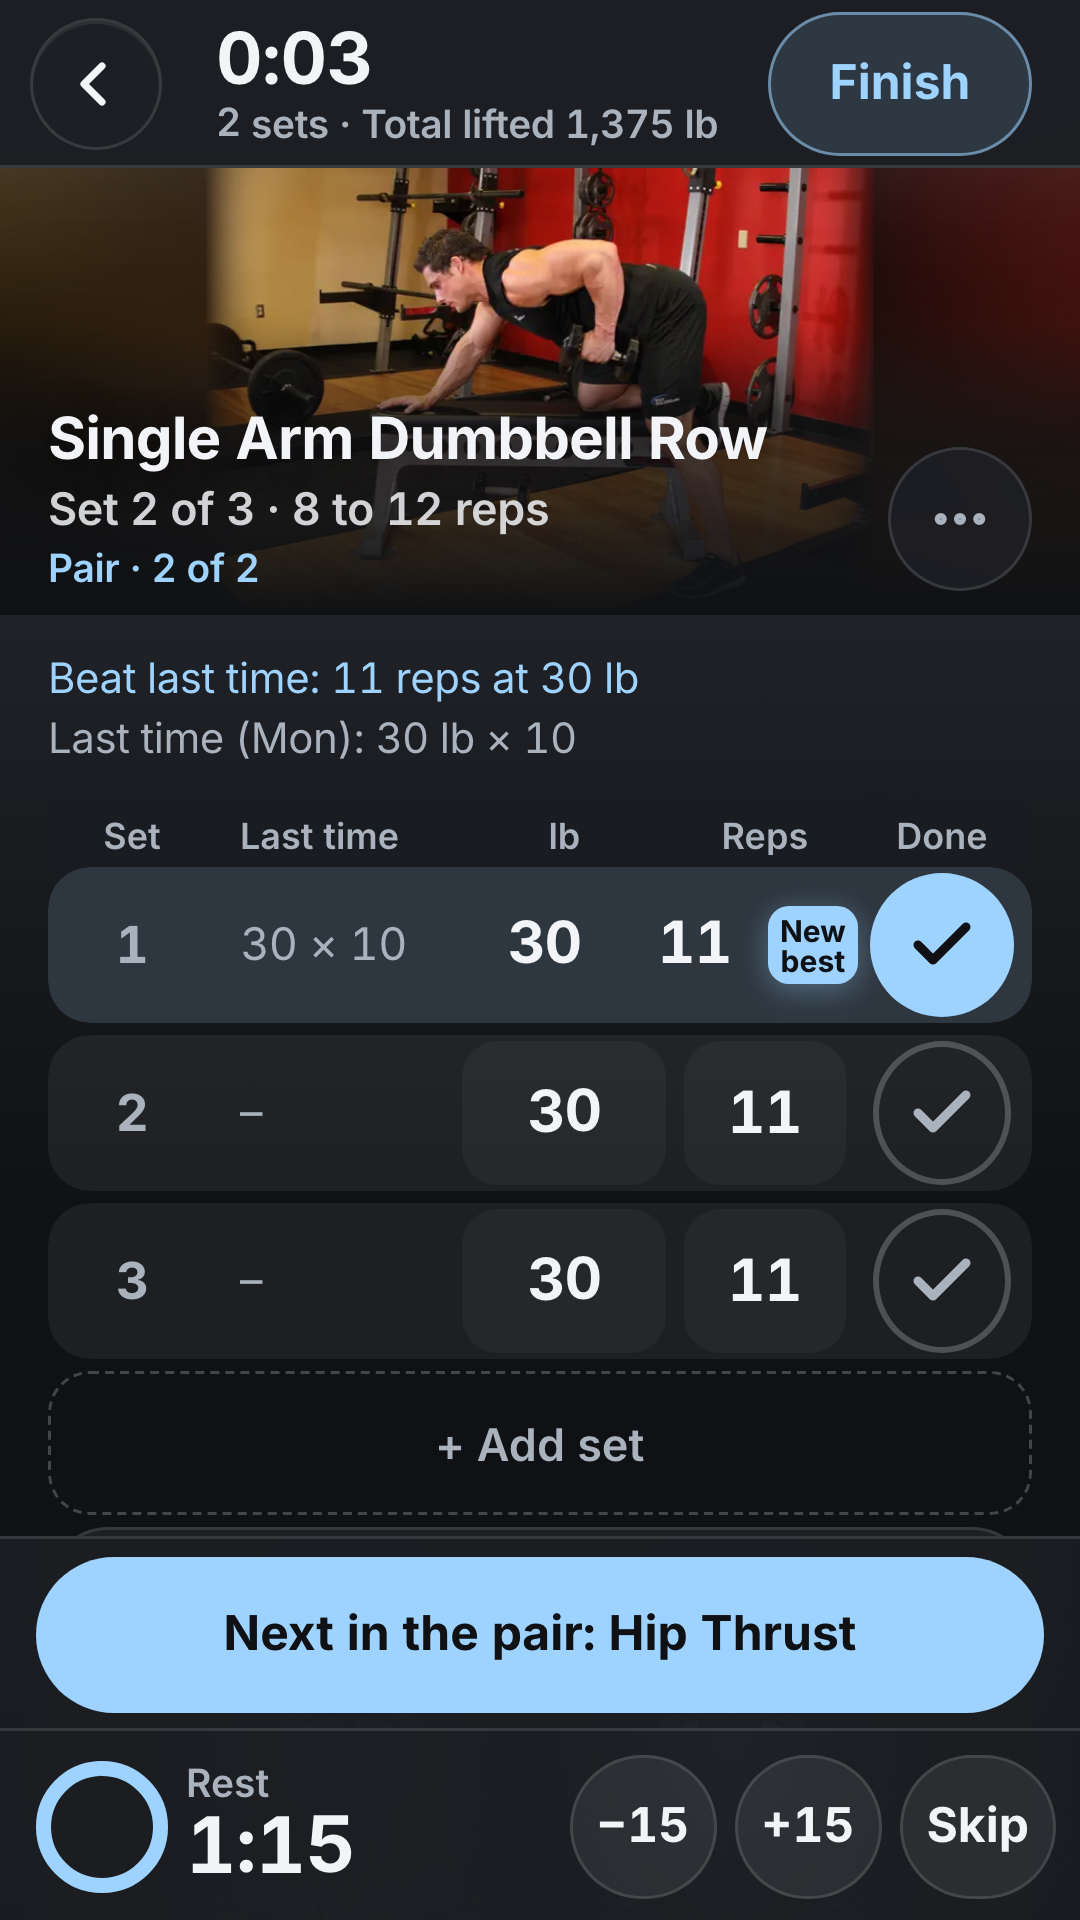 0:03
2 sets · Total lifted 1,375 lb
Finish
Single Arm Dumbbell Row
Set 2 of 3 · 8 to 12 reps
Pair · 2 of 2
Beat last time: 11 reps at 30 lb
Last time (Mon): 30 lb × 10
Set Last time lb Reps Done
1 30 × 10 30 11 New best
2 – 30 11
3 – 30 11
+ Add set
Next in the pair: Hip Thrust
Rest
1:15
−15 +15 Skip